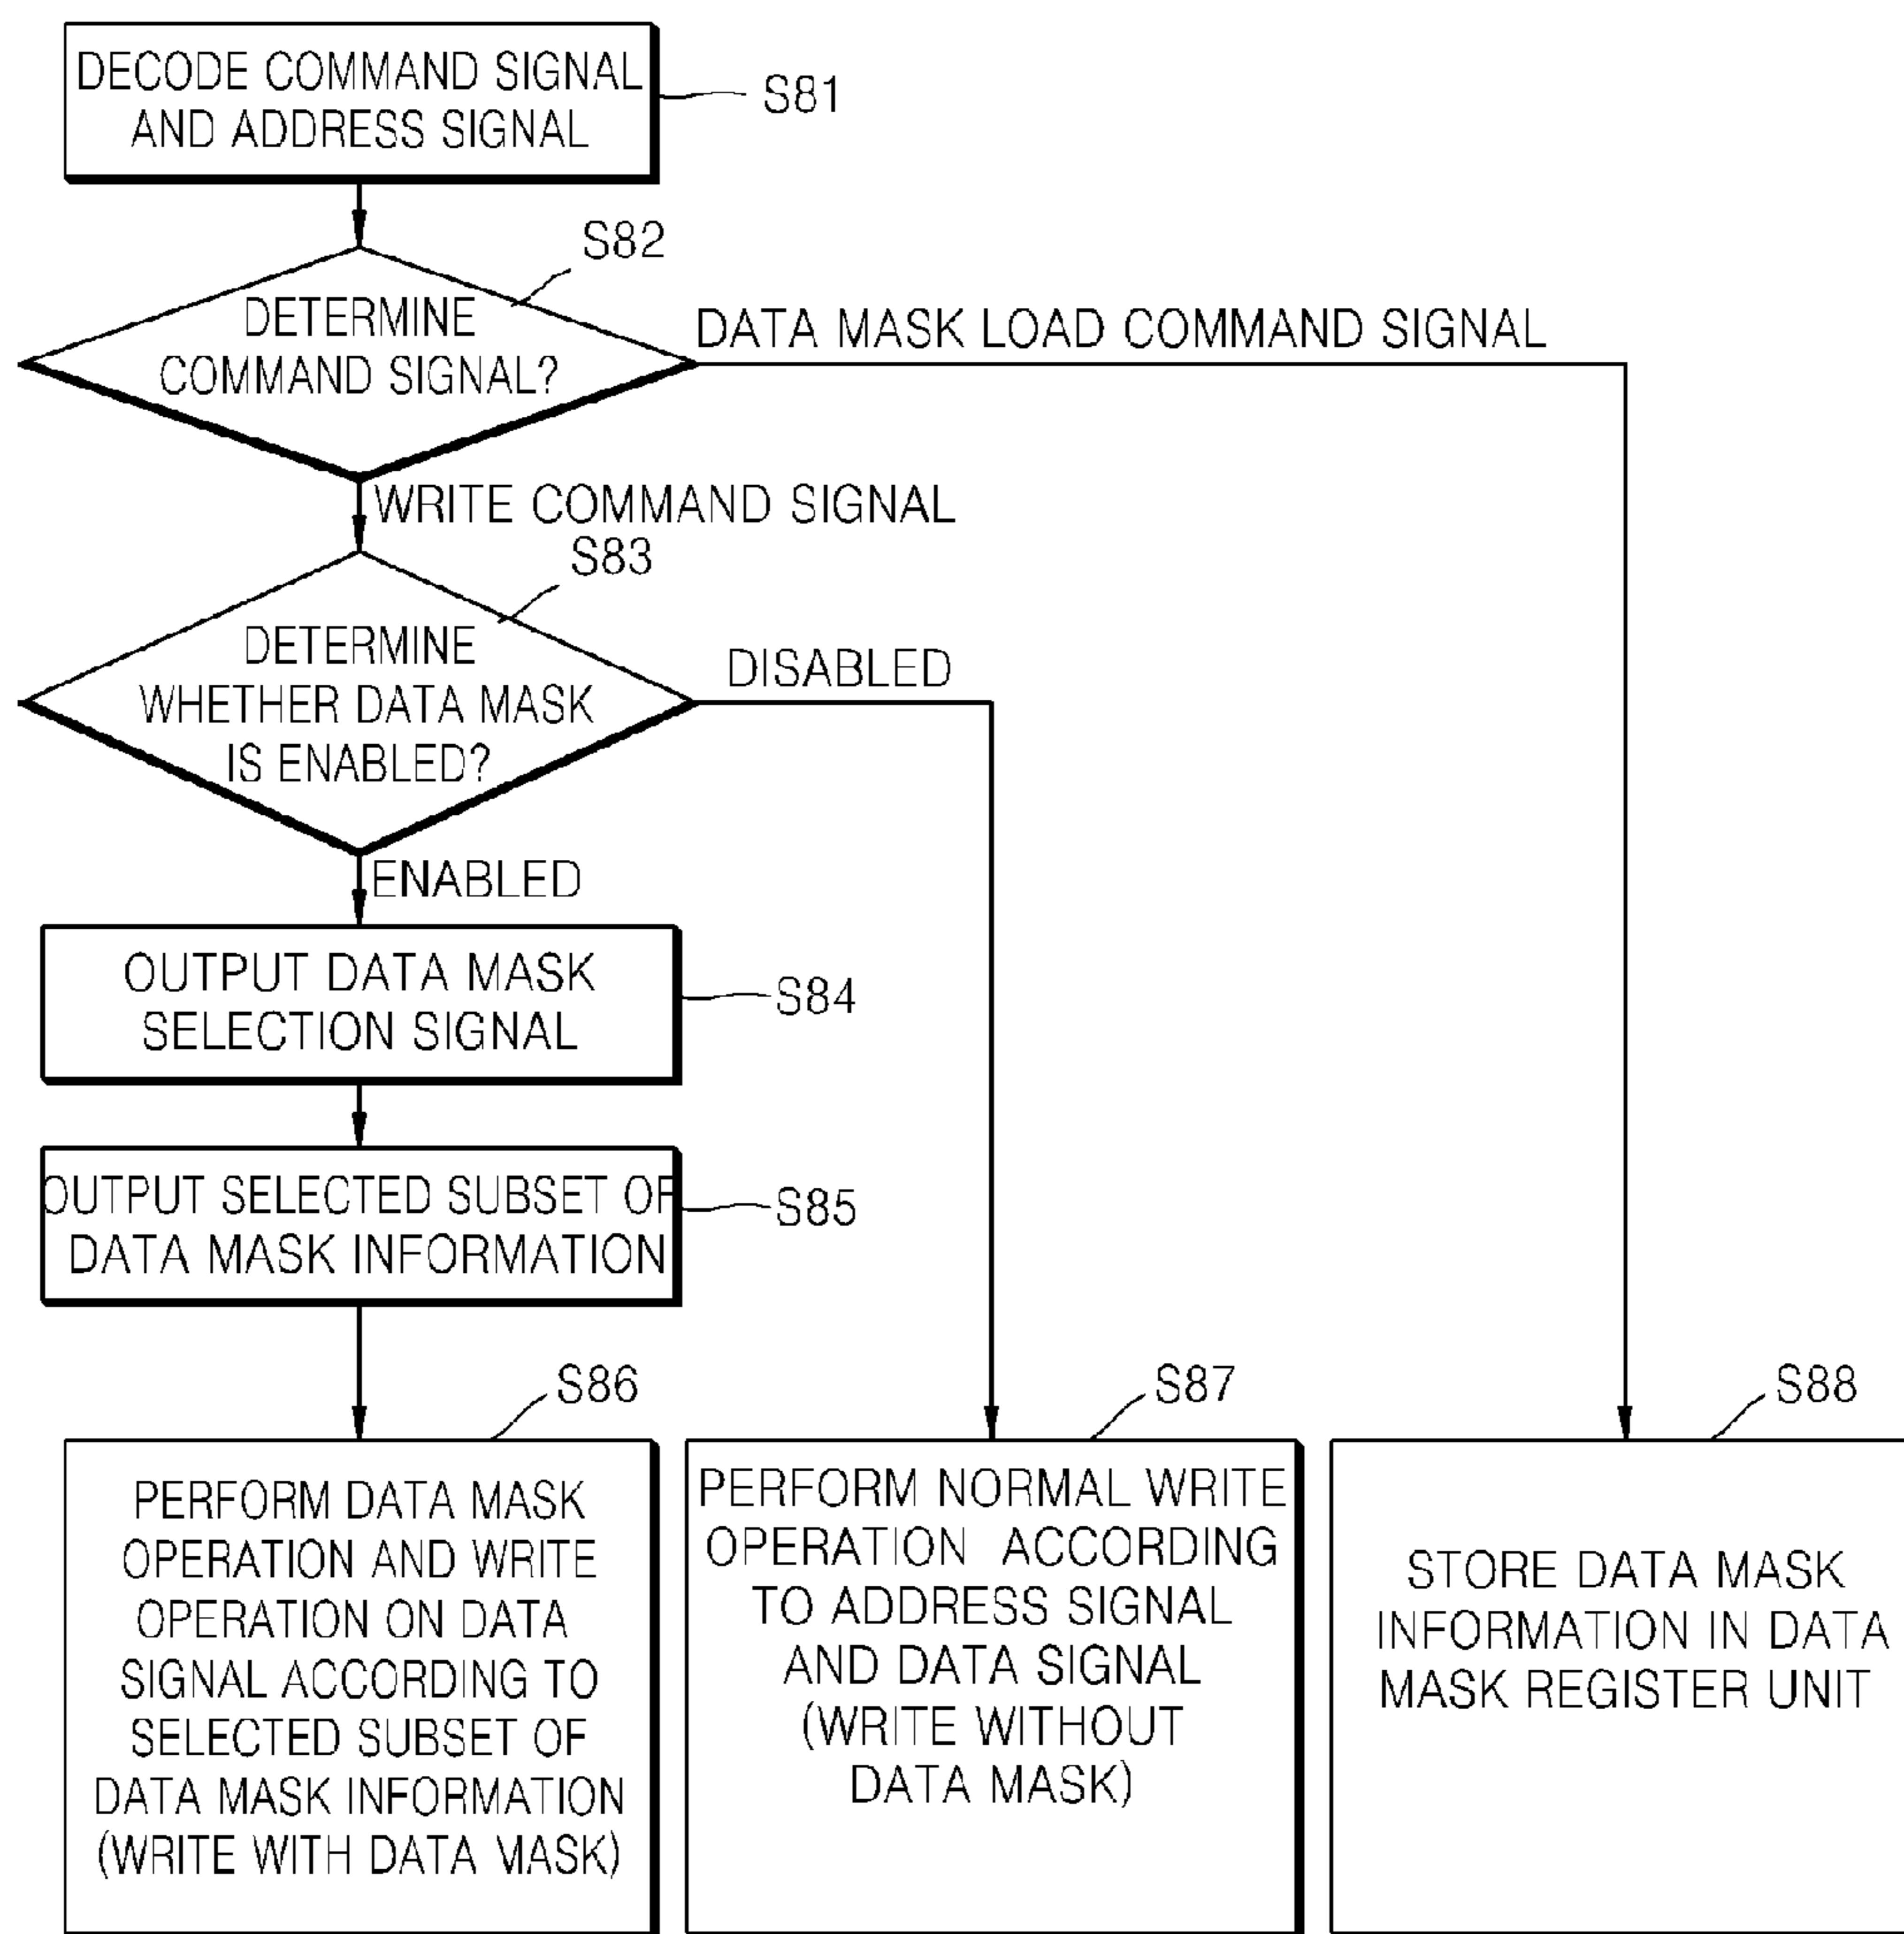 DECODE COMMAND SIGNAL
AND ADDRESS SIGNAL
S81
S82
DETERMINE
COMMAND SIGNAL?
DATA MASK LOAD COMMAND SIGNAL
WRITE COMMAND SIGNAL
S83
DETERMINE
WHETHER DATA MASK
IS ENABLED?
DISABLED
ENABLED
OUTPUT DATA MASK
SELECTION SIGNAL
S84
OUTPUT SELECTED SUBSET OF
DATA MASK INFORMATION
S85
S86
PERFORM DATA MASK
OPERATION AND WRITE
OPERATION ON DATA
SIGNAL ACCORDING TO
SELECTED SUBSET OF
DATA MASK INFORMATION
(WRITE WITH DATA MASK)
S87
PERFORM NORMAL WRITE
OPERATION ACCORDING
TO ADDRESS SIGNAL
AND DATA SIGNAL
(WRITE WITHOUT
DATA MASK)
S88
STORE DATA MASK
INFORMATION IN DATA
MASK REGISTER UNIT